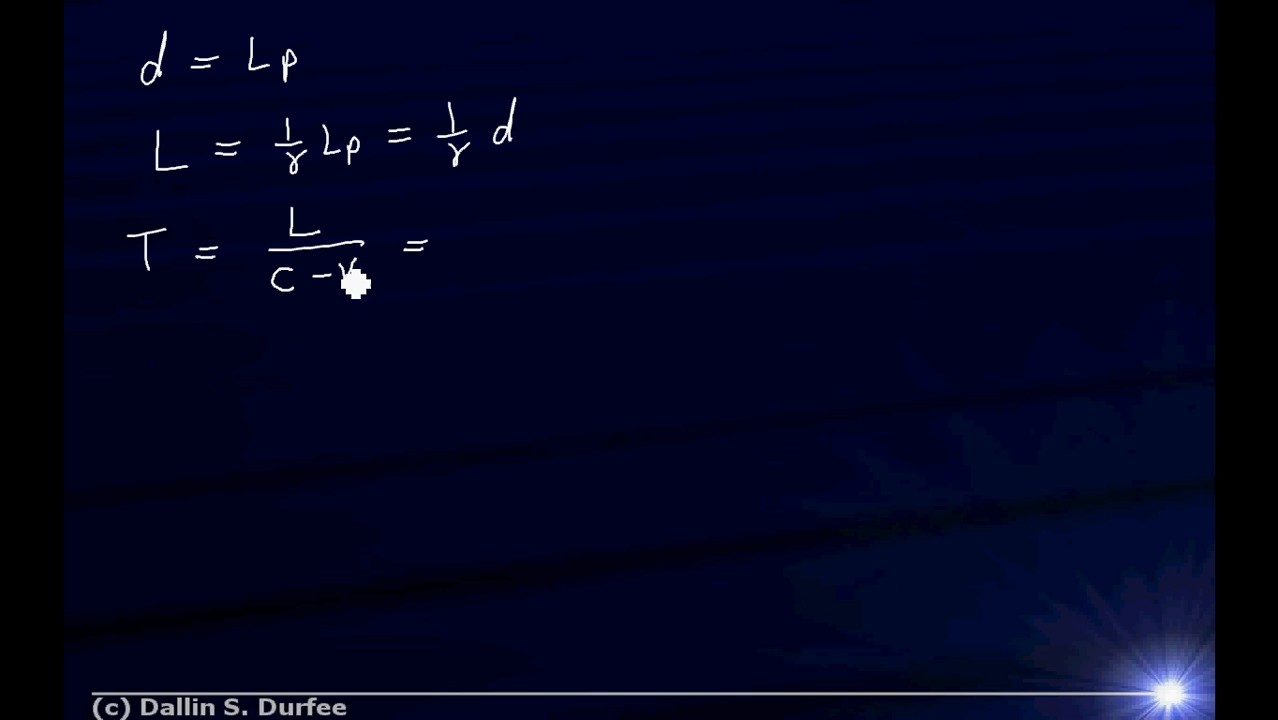 d = Lp
L = 1/γ Lp = 1/γ d
T = L/(C - v) =
(c) Dallin S. Durfee